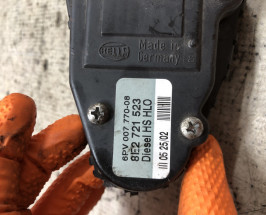 HELLA
Made in
Germany
6PV 007 770-08
8E2 721 523
Diesel HS HLO
05 25 02